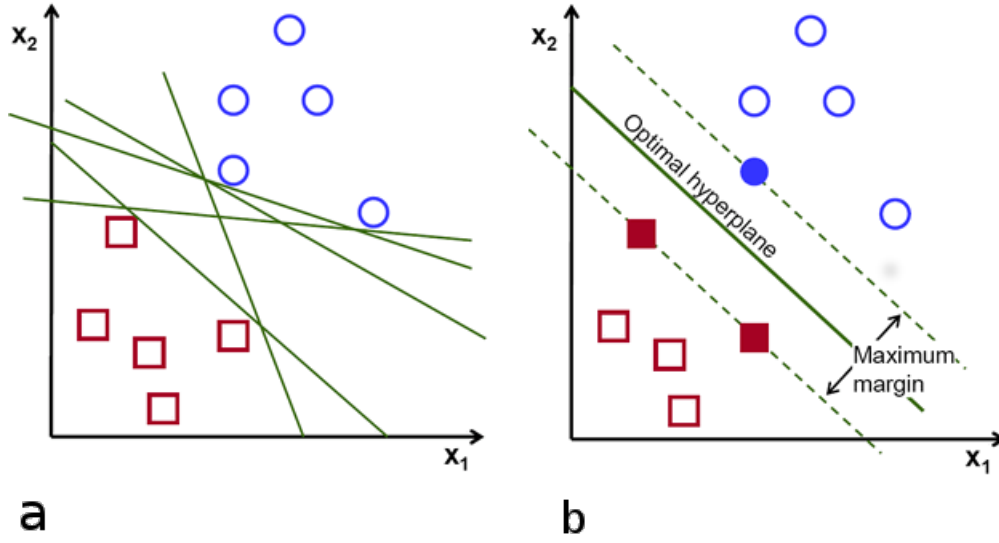 x₂
x₁
a
x₂
Optimal hyperplane
Maximum
margin
x₁
b